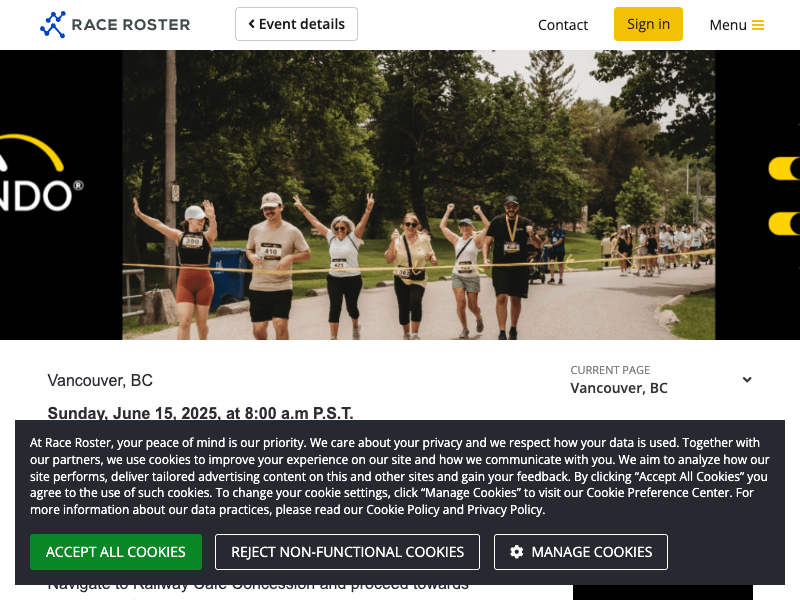 RACE ROSTER
Event details
Contact
Sign in
Menu
NDO®
390
416
421
CURRENT PAGE
Vancouver, BC
Vancouver, BC
Sunday, June 15, 2025, at 8:00 a.m P.S.T.
At Race Roster, your peace of mind is our priority. We care about your privacy and we respect how your data is used. Together with
our partners, we use cookies to improve your experience on our site and how we communicate with you. We aim to analyze how our
site performs, deliver tailored advertising content on this and other sites and gain your feedback. By clicking “Accept All Cookies” you
agree to the use of such cookies. To change your cookie settings, click “Manage Cookies” to visit our Cookie Preference Center. For
more information about our data practices, please read our Cookie Policy and Privacy Policy.
ACCEPT ALL COOKIES
REJECT NON-FUNCTIONAL COOKIES
MANAGE COOKIES
Navigate to Railway Cafe Concession and proceed towards